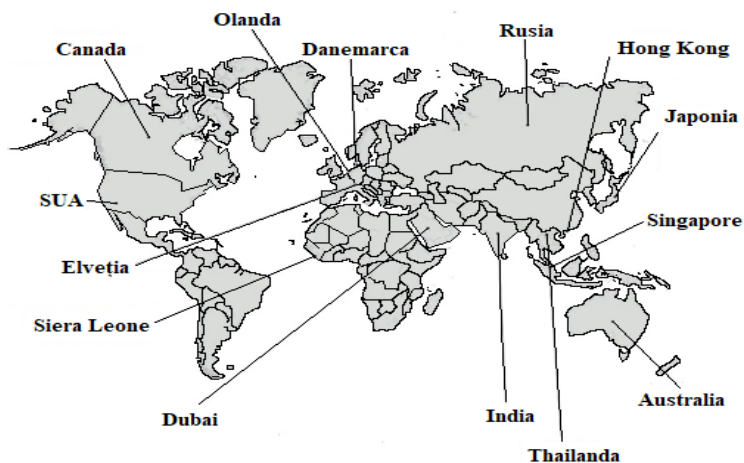 Olanda
Rusia
Canada
Danemarca
Hong Kong
Japonia
SUA
Singapore
Elveția
Siera Leone
Australia
Dubai
India
Thailanda